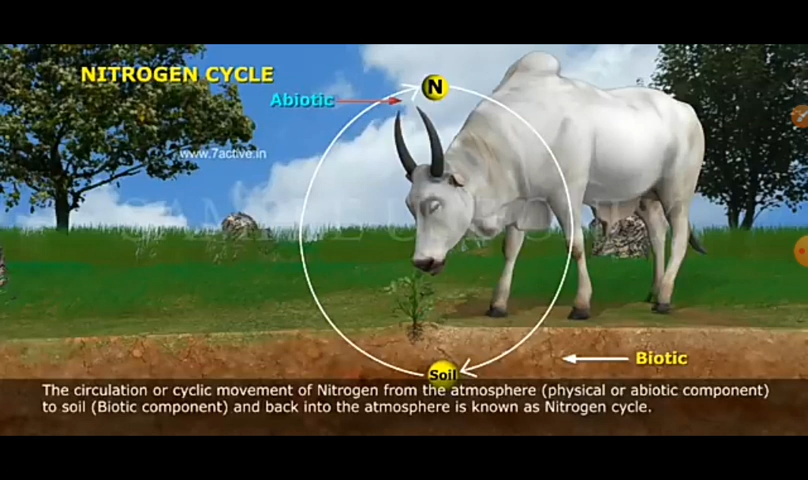 NITROGEN CYCLE
N
Abiotic
www.7active.in
Biotic
Soil
The circulation or cyclic movement of Nitrogen from the atmosphere (physical or abiotic component)
to soil (Biotic component) and back into the atmosphere is known as Nitrogen cycle.